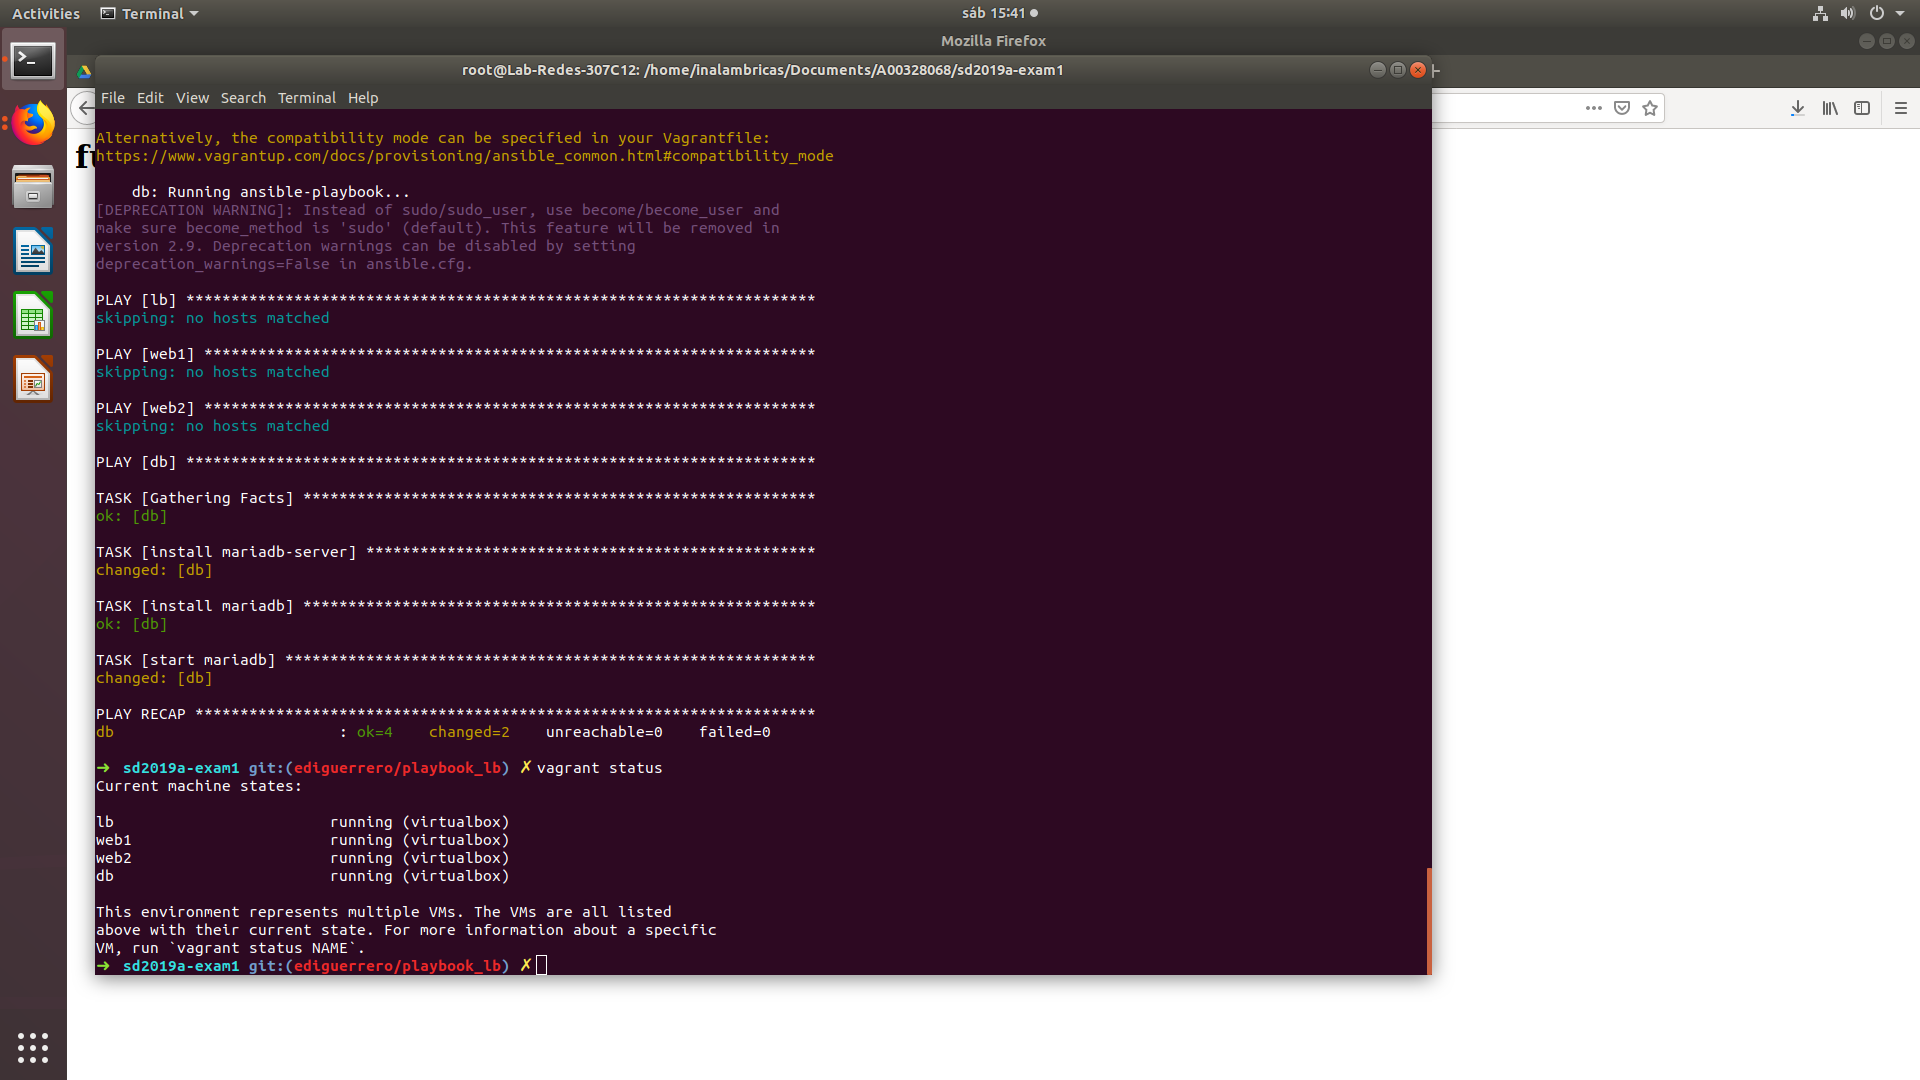 Activities
Terminal
sáb 15:41
Mozilla Firefox
root@Lab-Redes-307C12: /home/inalambricas/Documents/A00328068/sd2019a-exam1
File Edit View Search Terminal Help
Alternatively, the compatibility mode can be specified in your Vagrantfile:
https://www.vagrantup.com/docs/provisioning/ansible_common.html#compatibility_mode
db: Running ansible-playbook...
[DEPRECATION WARNING]: Instead of sudo/sudo_user, use become/become_user and
make sure become_method is 'sudo' (default). This feature will be removed in
version 2.9. Deprecation warnings can be disabled by setting
deprecation_warnings=False in ansible.cfg.
PLAY [lb] **********************************************************************
skipping: no hosts matched
PLAY [web1] ********************************************************************
skipping: no hosts matched
PLAY [web2] ********************************************************************
skipping: no hosts matched
PLAY [db] **********************************************************************
TASK [Gathering Facts] *********************************************************
ok: [db]
TASK [install mariadb-server] **************************************************
changed: [db]
TASK [install mariadb] *********************************************************
ok: [db]
TASK [start mariadb] ***********************************************************
changed: [db]
PLAY RECAP *********************************************************************
db : ok=4 changed=2 unreachable=0 failed=0
➜ sd2019a-exam1 git:(ediguerrero/playbook_lb) ✗ vagrant status
Current machine states:
lb running (virtualbox)
web1 running (virtualbox)
web2 running (virtualbox)
db running (virtualbox)
This environment represents multiple VMs. The VMs are all listed
above with their current state. For more information about a specific
VM, run `vagrant status NAME`.
➜ sd2019a-exam1 git:(ediguerrero/playbook_lb) ✗